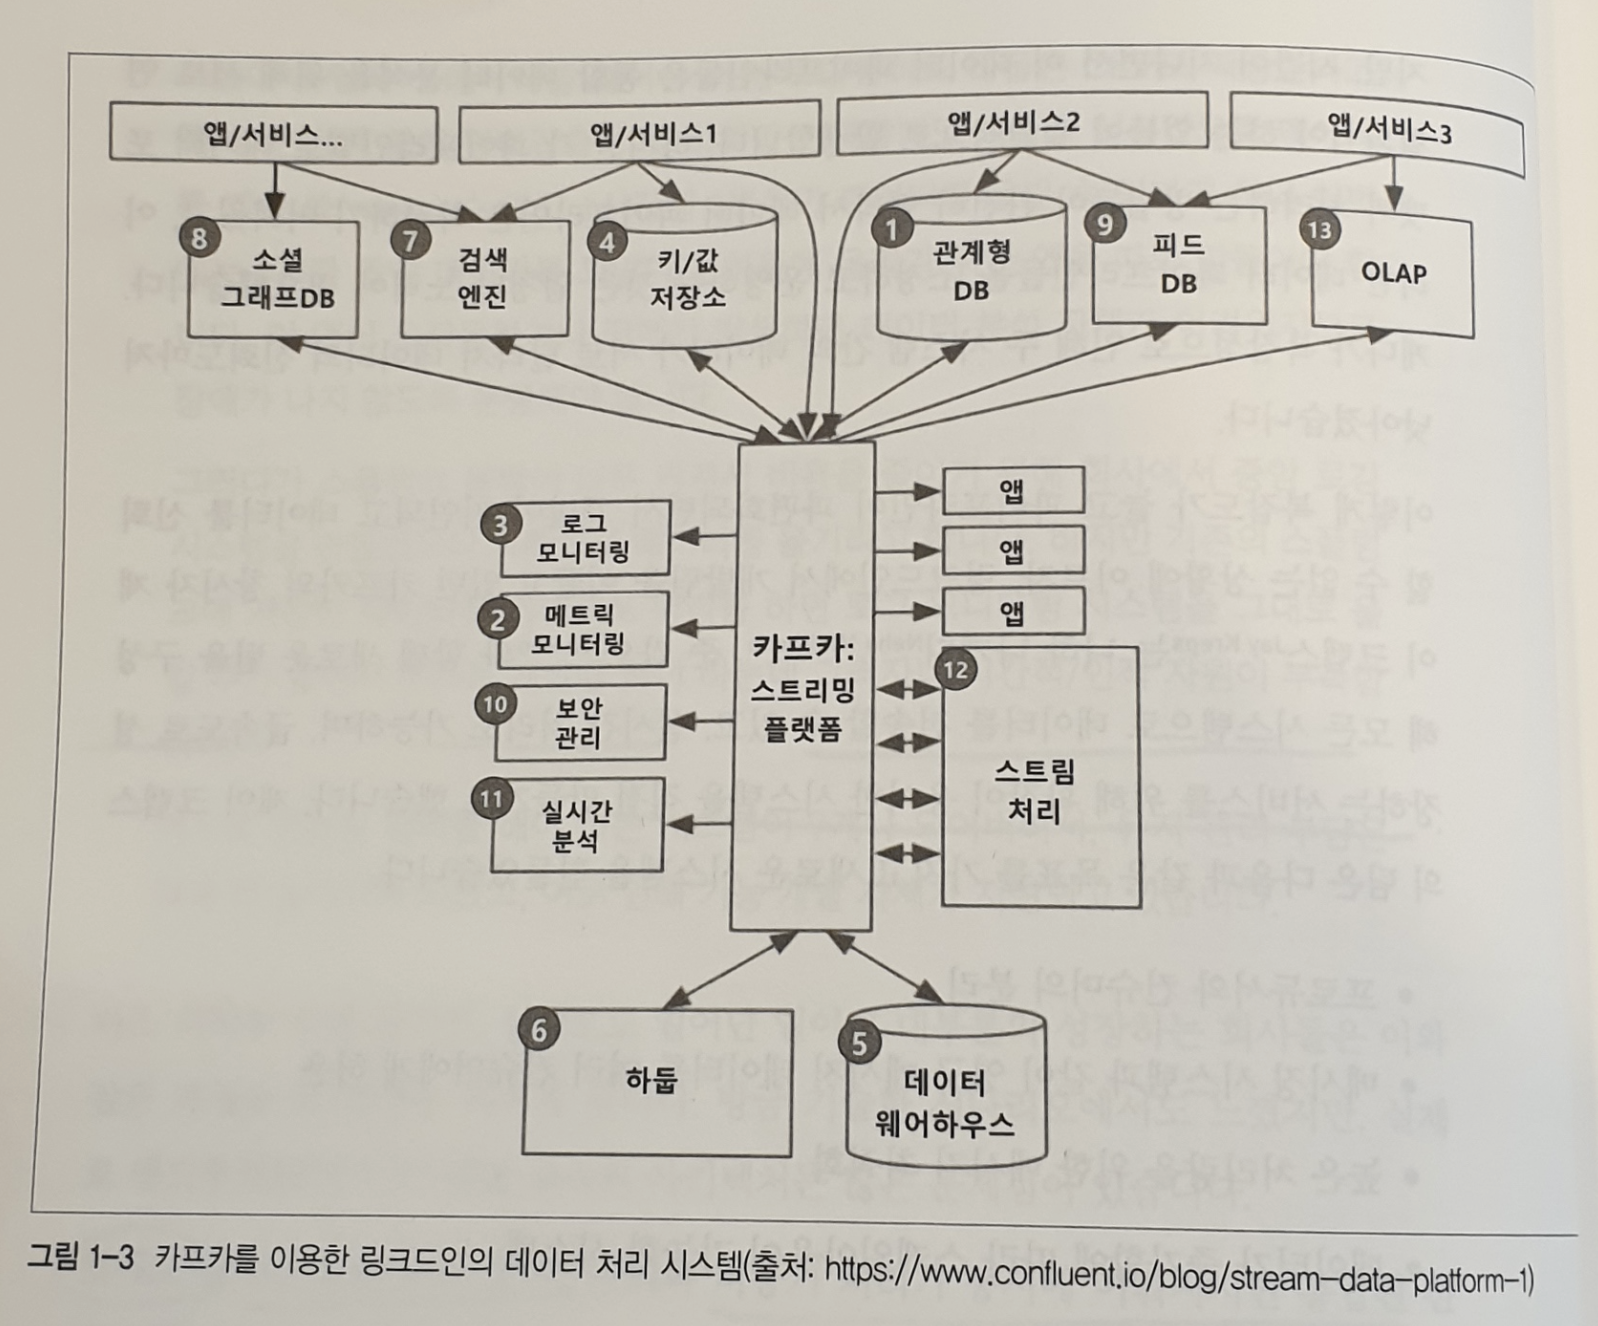 앱/서비스...
앱/서비스1
앱/서비스2
앱/서비스3
8
소셜
그래프DB
7
검색
엔진
4
키/값
저장소
1
관계형
DB
9
피드
DB
13
OLAP
3
로그
모니터링
2
메트릭
모니터링
10
보안
관리
11
실시간
분석
카프카:
스트리밍
플랫폼
앱
앱
앱
12
스트림
처리
6
하둡
5
데이터
웨어하우스
그림 1-3 카프카를 이용한 링크드인의 데이터 처리 시스템(출처: https://www.confluent.io/blog/stream-data-platform-1)